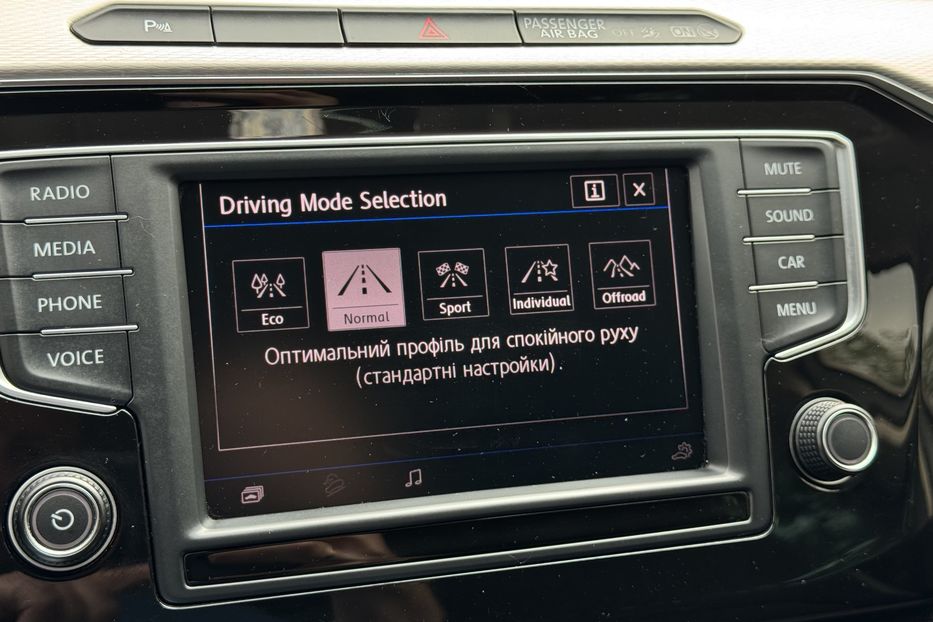 P
PASSENGER
AIR BAG OFF ON
RADIO
MEDIA
PHONE
VOICE
Driving Mode Selection
i X
Eco
Normal
Sport
Individual
Offroad
Оптимальний профіль для спокійного руху
(стандартні настройки).
MUTE
SOUND
CAR
MENU